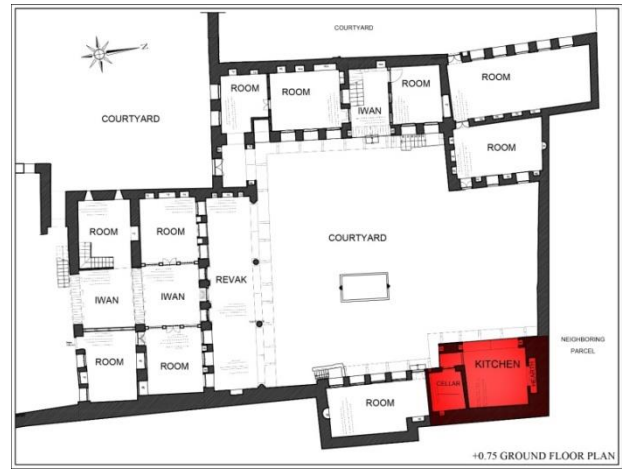 COURTYARD
N
ROOM
ROOM
IWAN
ROOM
ROOM
COURTYARD
ROOM
ROOM
ROOM
REVAK
COURTYARD
IWAN
IWAN
ROOM
ROOM
ROOM
CELLAR
KITCHEN
NEIGHBORING
PARCEL
+0.75 GROUND FLOOR PLAN